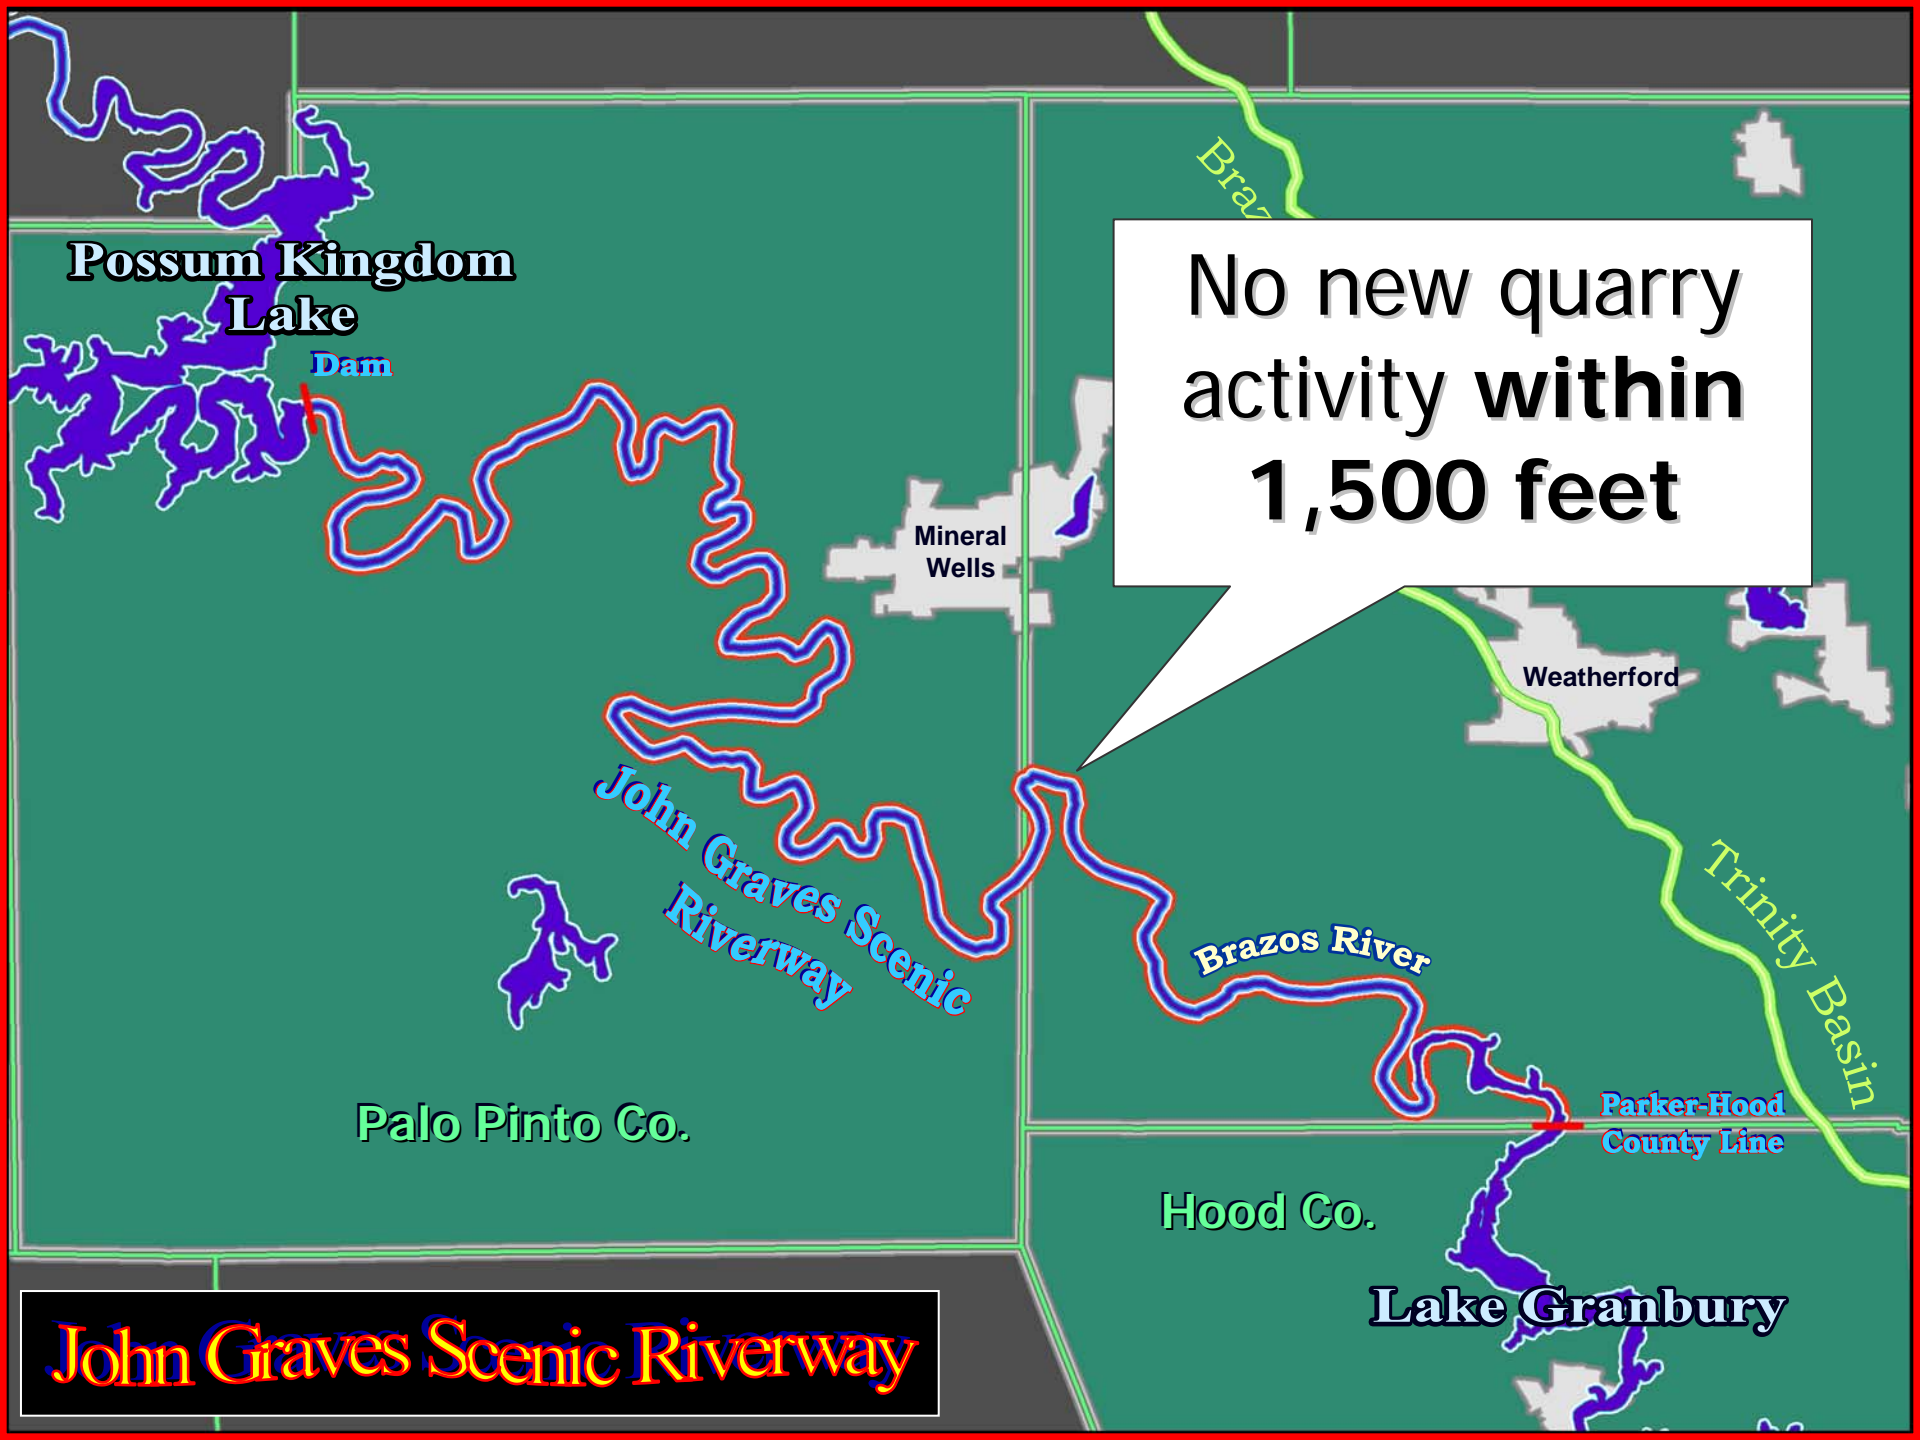 Braz
No new quarry
activity within
1,500 feet
Possum Kingdom
Lake
Dam
Mineral
Wells
Weatherford
John Graves Scenic
Riverway
Brazos River
Trinity Basin
Palo Pinto Co.
Parker-Hood
County Line
Hood Co.
Lake Granbury
John Graves Scenic Riverway